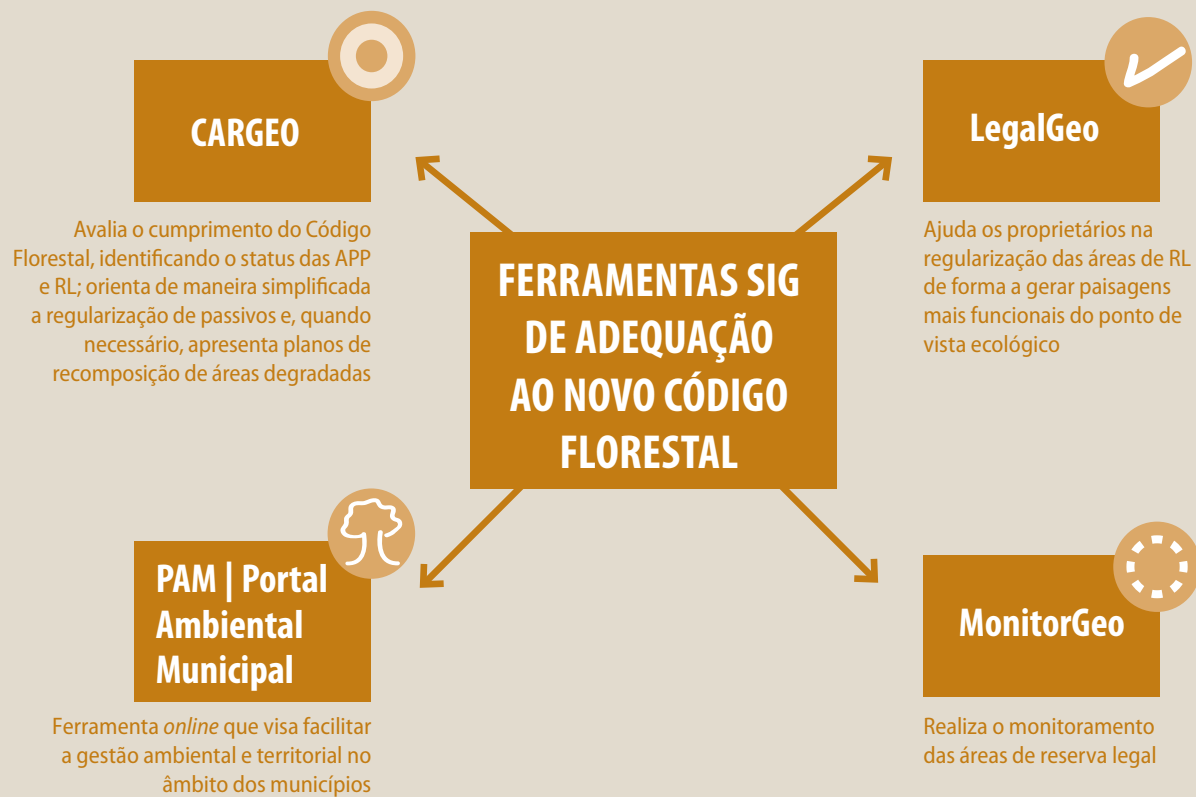 CARGEO
Avalia o cumprimento do Código
Florestal, identificando o status das APP
e RL; orienta de maneira simplificada
a regularização de passivos e, quando
necessário, apresenta planos de
recomposição de áreas degradadas
LegalGeo
Ajuda os proprietários na
regularização das áreas de RL
de forma a gerar paisagens
mais funcionais do ponto de
vista ecológico
FERRAMENTAS SIG
DE ADEQUAÇÃO
AO NOVO CÓDIGO
FLORESTAL
PAM | Portal
Ambiental
Municipal
Ferramenta online que visa facilitar
a gestão ambiental e territorial no
âmbito dos municípios
MonitorGeo
Realiza o monitoramento
das áreas de reserva legal